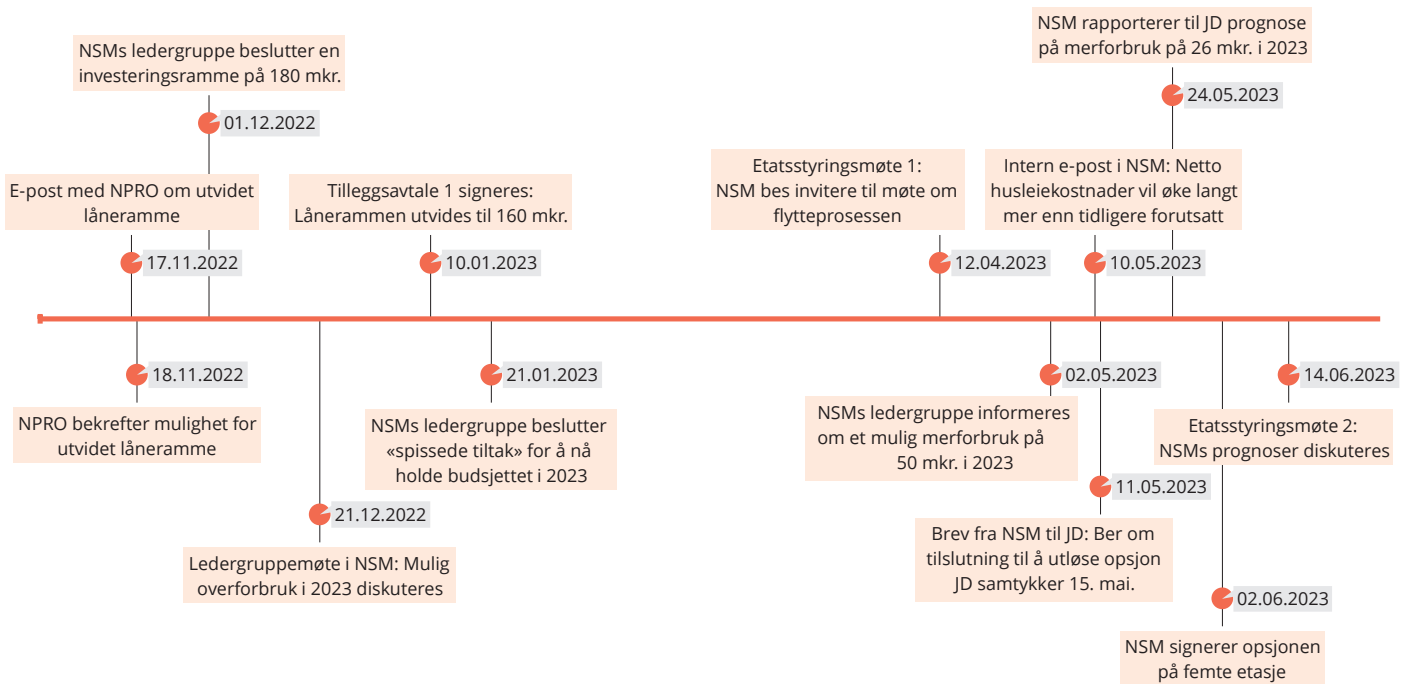 NSMs ledergruppe beslutter en
investeringsramme på 180 mkr.
01.12.2022
NSM rapporterer til JD prognose
på merforbruk på 26 mkr. i 2023
24.05.2023
E-post med NPRO om utvidet
låneramme
17.11.2022
Tilleggsavtale 1 signeres:
Lånerammen utvides til 160 mkr.
10.01.2023
Etatsstyringsmøte 1:
NSM bes invitere til møte om
flytteprosessen
12.04.2023
Intern e-post i NSM: Netto
husleiekostnader vil øke langt
mer enn tidligere forutsatt
10.05.2023
18.11.2022
NPRO bekrefter mulighet for
utvidet låneramme
21.12.2022
Ledergruppemøte i NSM: Mulig
overforbruk i 2023 diskuteres
21.01.2023
NSMs ledergruppe beslutter
«spissede tiltak» for å nå
holde budsjettet i 2023
02.05.2023
NSMs ledergruppe informeres
om et mulig merforbruk på
50 mkr. i 2023
11.05.2023
Brev fra NSM til JD: Ber om
tilslutning til å utløse opsjon
JD samtykker 15. mai.
02.06.2023
NSM signerer opsjonen
på femte etasje
14.06.2023
Etatsstyringsmøte 2:
NSMs prognoser diskuteres